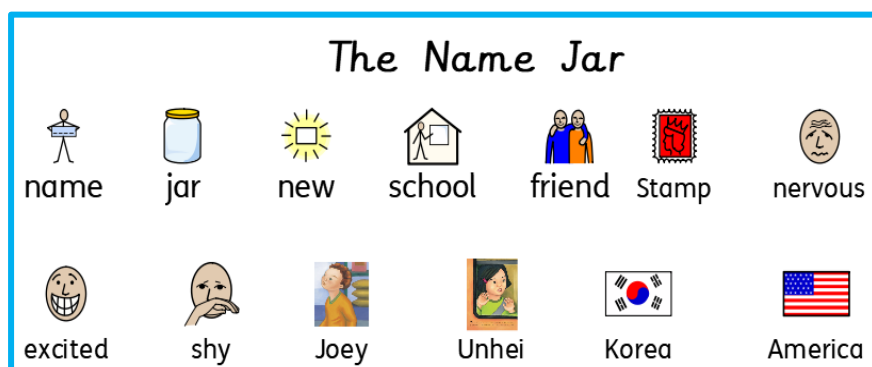 The Name Jar
name jar new school friend Stamp nervous
excited shy Joey Unhei Korea America